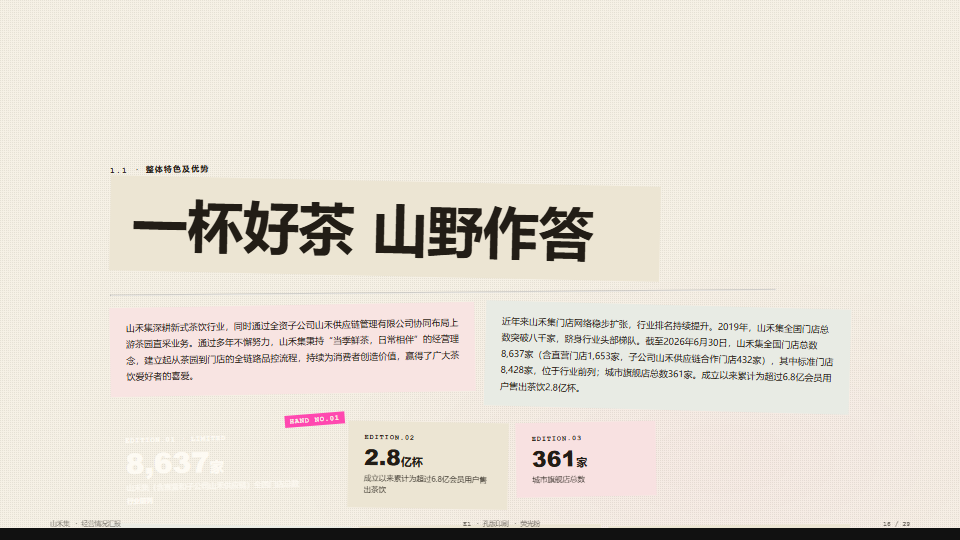 1.1 · 整体特色及优势
一杯好茶 山野作答
山禾集深耕新式茶饮行业，同时通过全资子公司山禾供应链管理有限公司协同布局上
游茶园直采业务。通过多年不懈努力，山禾集秉持“当季鲜茶，日常相伴”的经营理
念，建立起从茶园到门店的全链路品控流程，持续为消费者创造价值，赢得了广大茶
饮爱好者的喜爱。
近年来山禾集门店网络稳步扩张，行业排名持续提升。2019年，山禾集全国门店总
数突破八千家，跻身行业头部梯队。截至2026年6月30日，山禾集全国门店总数
8,637家（含直营门店1,653家，子公司山禾供应链合作门店432家），其中标准门店
8,428家，位于行业前列；城市旗舰店总数361家。成立以来累计为超过6.8亿会员用
户售出茶饮2.8亿杯。
HAND NO.01
EDITION.01 · LIMITED
8,637家
EDITION.02
2.8亿杯
成立以来累计为超过6.8亿会员用户售
出茶饮
EDITION.03
361家
城市旗舰店总数
山禾集 · 经营情况汇报
E1 · 孔版印刷 · 荧光粉
16 / 29